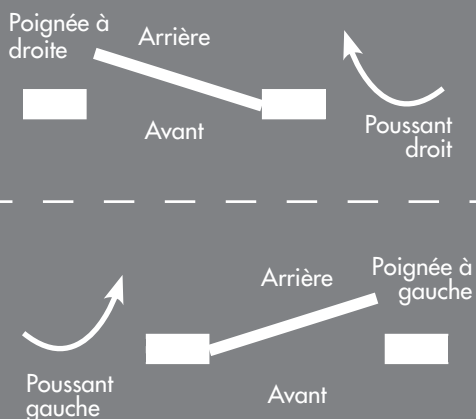 Poignée à
droite
Arrière
Avant
Poussant
droit
Arrière
Poignée à
gauche
Poussant
gauche
Avant